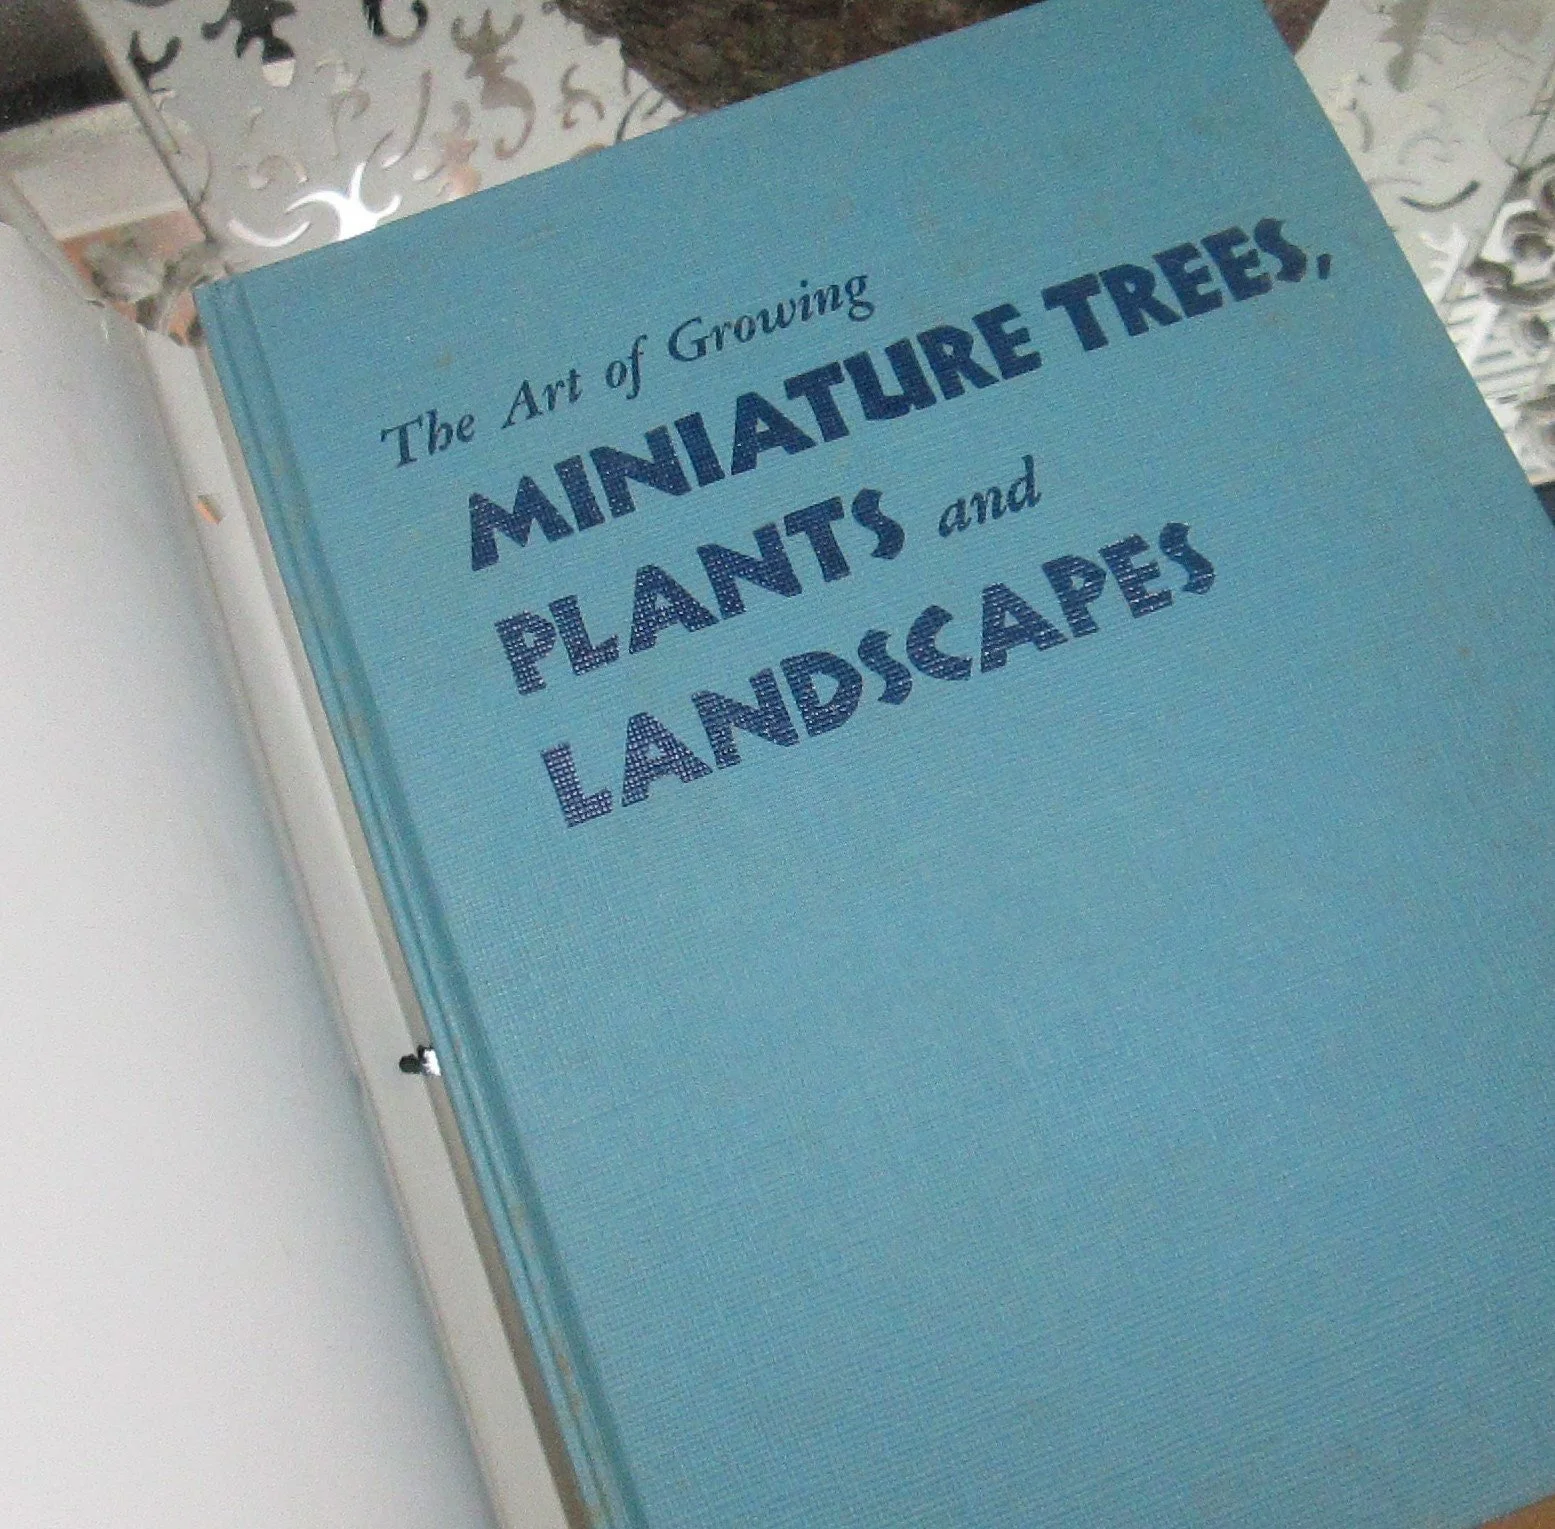 The Art of Growing
MINIATURE TREES,
PLANTS and
LANDSCAPES